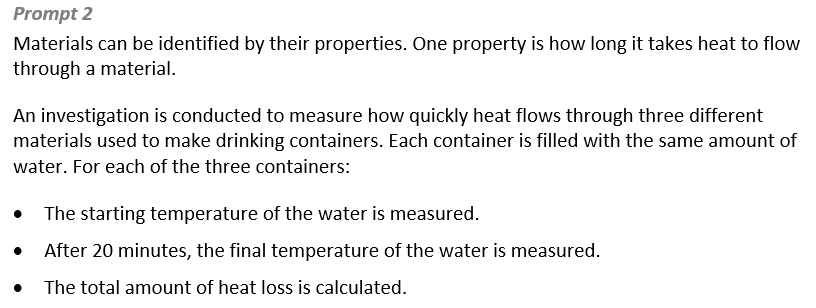 Prompt 2
Materials can be identified by their properties. One property is how long it takes heat to flow
through a material.
An investigation is conducted to measure how quickly heat flows through three different
materials used to make drinking containers. Each container is filled with the same amount of
water. For each of the three containers:
• The starting temperature of the water is measured.
• After 20 minutes, the final temperature of the water is measured.
• The total amount of heat loss is calculated.